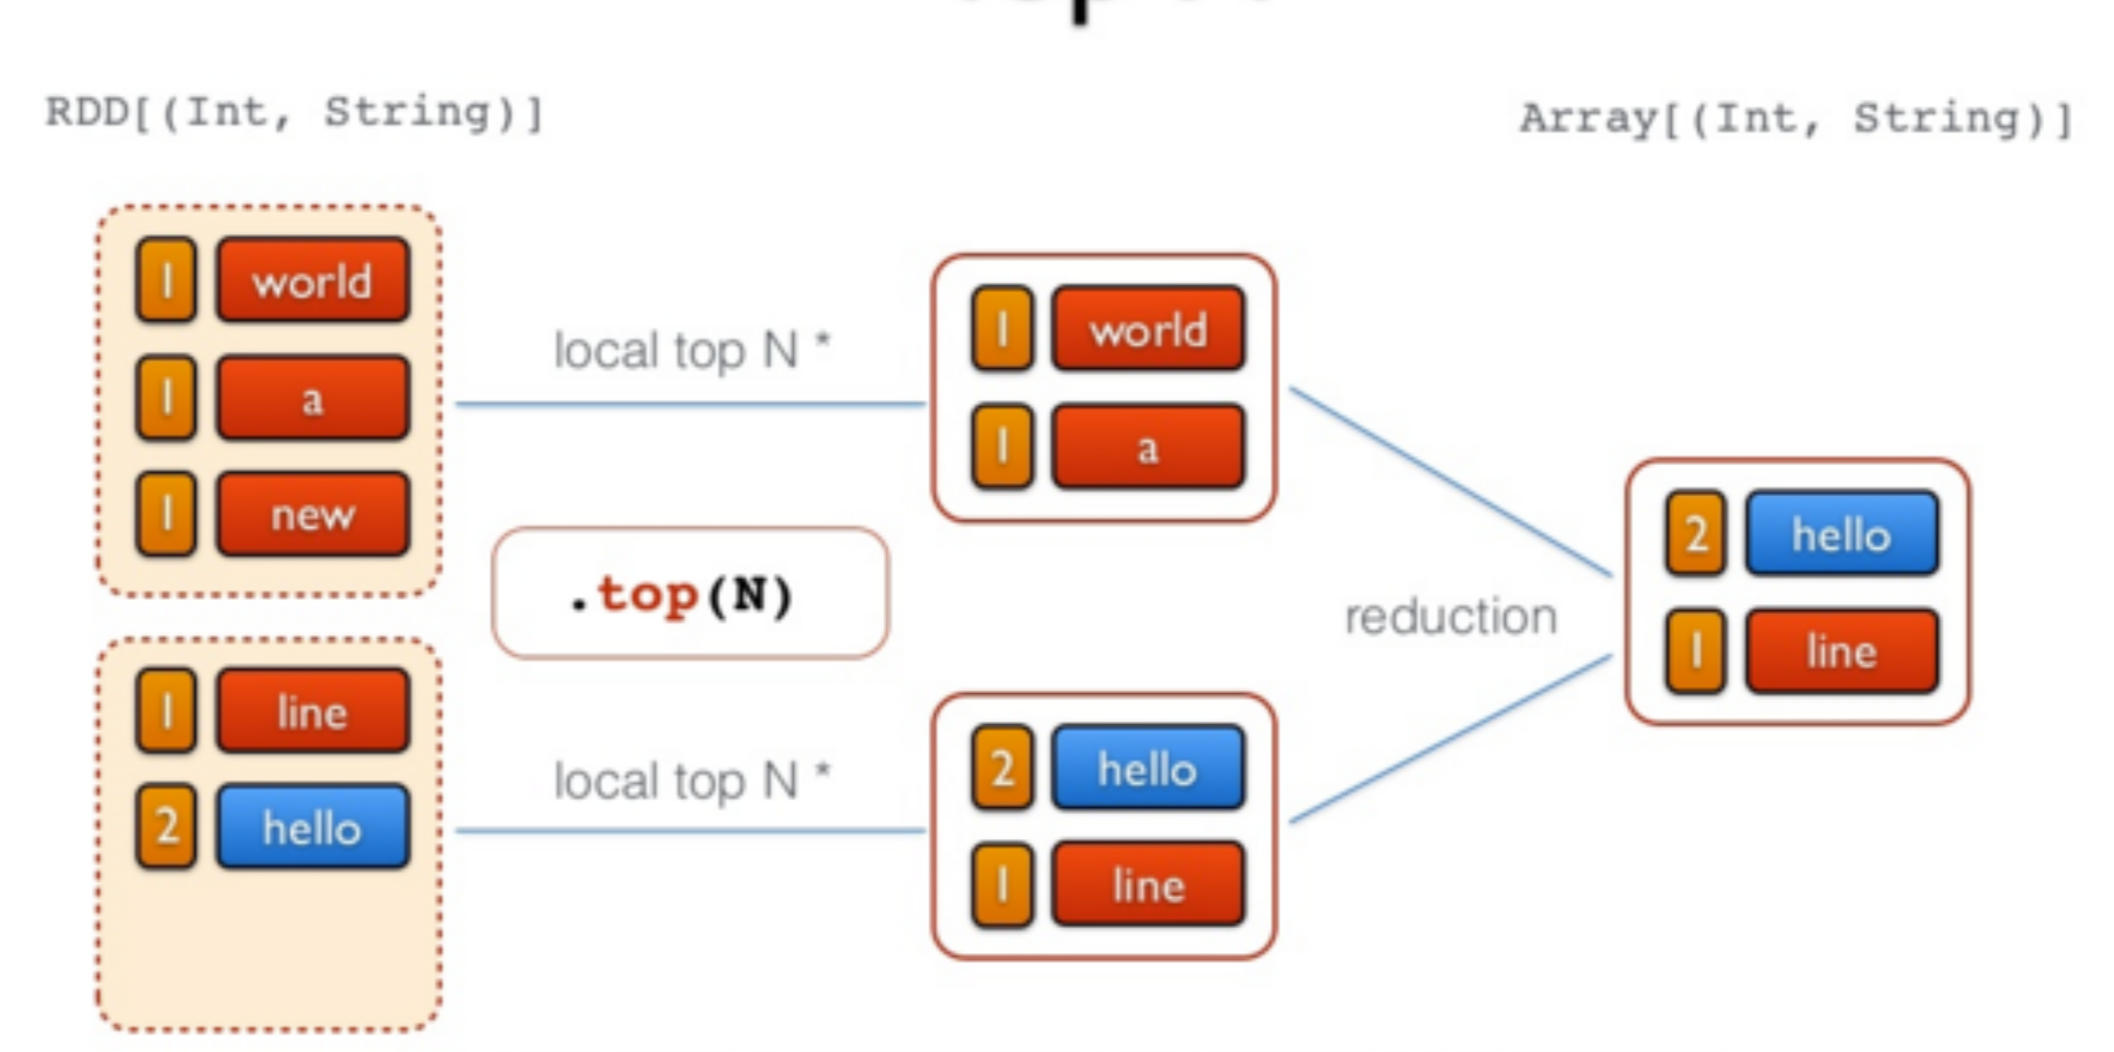 RDD[(Int, String)]
Array[(Int, String)]
1 world
1 a
1 new
local top N *
1 world
1 a
.top(N)
2 hello
1 line
reduction
1 line
2 hello
local top N *
2 hello
1 line